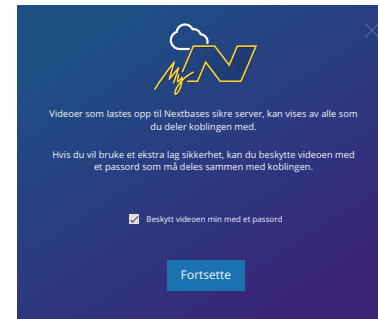 My N
Videoer som lastes opp til Nextbases sikre server, kan vises av alle som
du deler koblingen med.
Hvis du vil bruke et ekstra lag sikkerhet, kan du beskytte videoen med
et passord som må deles sammen med koblingen.
Beskytt videoen min med et passord
Fortsette